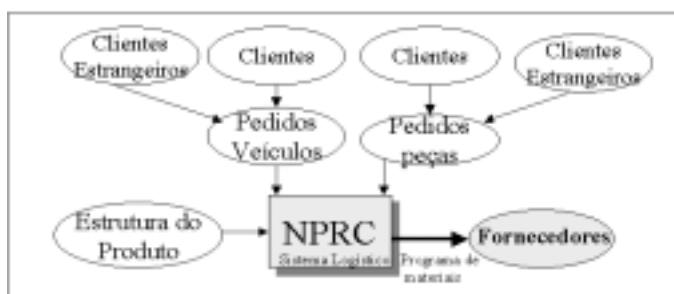 Clientes
Estrangeiros
Clientes
Clientes
Clientes
Estrangeiros
Pedidos
Veículos
Pedidos
peças
Estrutura do
Produto
NPRC
Sistema Logístico
Programa de
materiais
Fornecedores